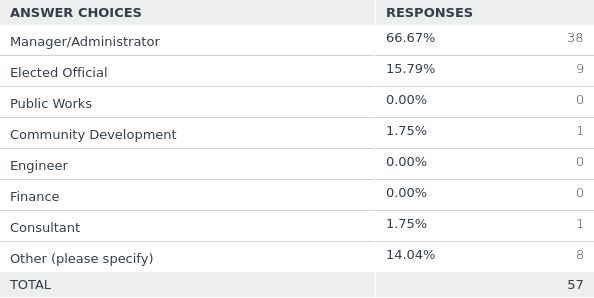 ANSWER CHOICES RESPONSES
Manager/Administrator 66.67% 38
Elected Official 15.79% 9
Public Works 0.00% 0
Community Development 1.75% 1
Engineer 0.00% 0
Finance 0.00% 0
Consultant 1.75% 1
Other (please specify) 14.04% 8
TOTAL 57